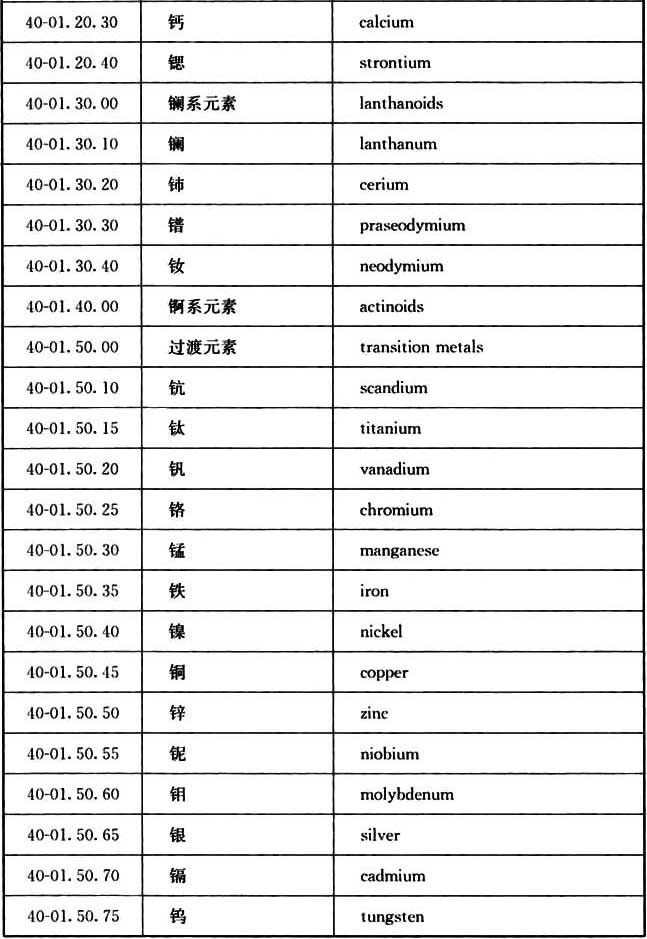 40-01.20.30 钙 calcium
40-01.20.40 锶 strontium
40-01.30.00 镧系元素 lanthanoids
40-01.30.10 镧 lanthanum
40-01.30.20 铈 cerium
40-01.30.30 镨 praseodymium
40-01.30.40 钕 neodymium
40-01.40.00 锕系元素 actinoids
40-01.50.00 过渡元素 transition metals
40-01.50.10 钪 scandium
40-01.50.15 钛 titanium
40-01.50.20 钒 vanadium
40-01.50.25 铬 chromium
40-01.50.30 锰 manganese
40-01.50.35 铁 iron
40-01.50.40 镍 nickel
40-01.50.45 铜 copper
40-01.50.50 锌 zinc
40-01.50.55 铌 niobium
40-01.50.60 钼 molybdenum
40-01.50.65 银 silver
40-01.50.70 镉 cadmium
40-01.50.75 钨 tungsten